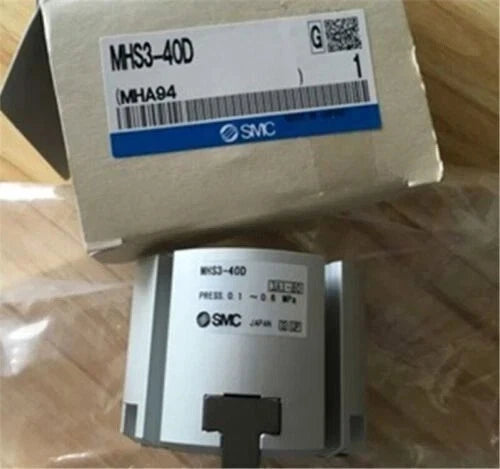 MHS3-40D
G
(MHA94 ) 1
SMC
MHS3-40D
PRESS. 0.1 ~ 0.6 MPa
SMC JAPAN